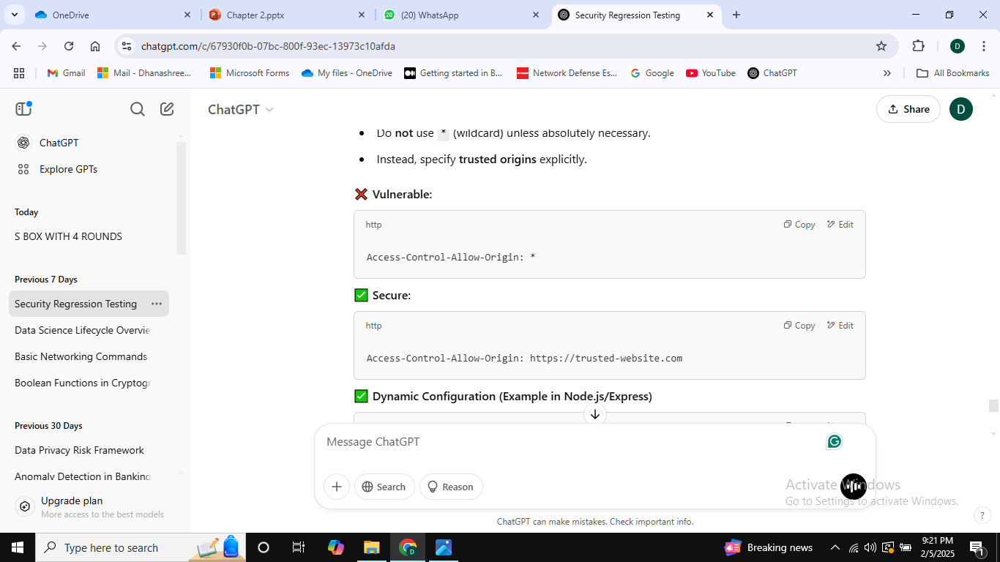 OneDrive
Chapter 2.pptx
20
(20) WhatsApp
Security Regression Testing
chatgpt.com/c/67930f0b-07bc-800f-93ec-13973c10afda
D
Gmail
Mail - Dhanashree...
Microsoft Forms
My files - OneDrive
Getting started in B...
Network Defense Es...
Google
YouTube
ChatGPT
All Bookmarks
ChatGPT
Share
D
ChatGPT
Explore GPTs
Today
S BOX WITH 4 ROUNDS
Previous 7 Days
Security Regression Testing
Data Science Lifecycle Overvie
Basic Networking Commands
Boolean Functions in Cryptogr
Previous 30 Days
Data Privacy Risk Framework
Anomaly Detection in Banking
Upgrade plan
More access to the best models
• Do not use * (wildcard) unless absolutely necessary.
• Instead, specify trusted origins explicitly.
❌ Vulnerable:
http Copy Edit
Access-Control-Allow-Origin: *
✅ Secure:
http Copy Edit
Access-Control-Allow-Origin: https://trusted-website.com
✅ Dynamic Configuration (Example in Node.js/Express)
Message ChatGPT
Search
Reason
Activate Windows
Go to Settings to activate Windows.
ChatGPT can make mistakes. Check important info.
?
Type here to search
Breaking news
9:21 PM
2/5/2025
1